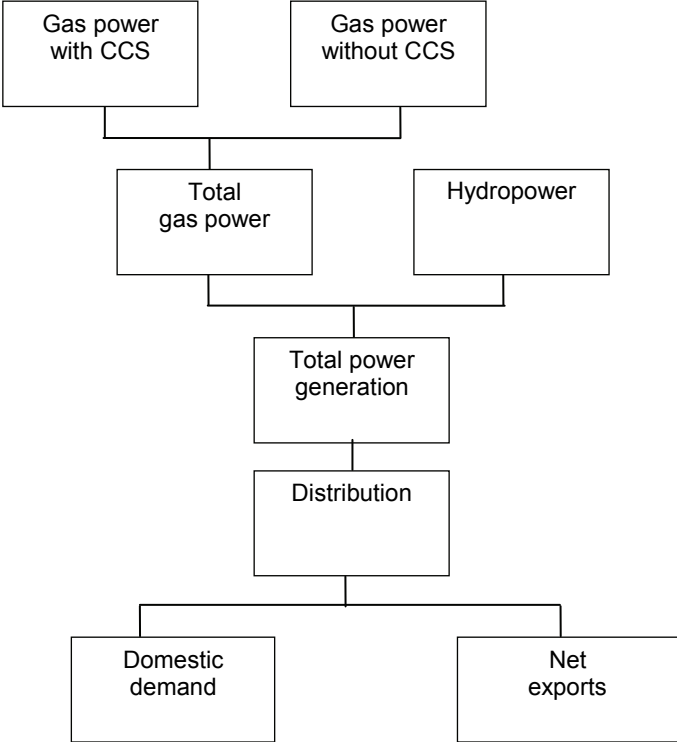 Gas power
with CCS
Gas power
without CCS
Total
gas power
Hydropower
Total power
generation
Distribution
Domestic
demand
Net
exports